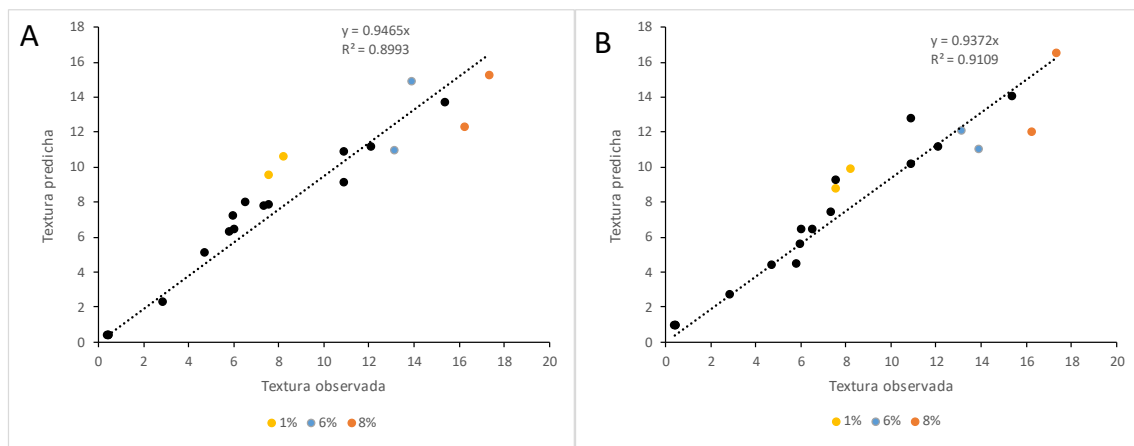 A
y = 0.9465x
R² = 0.8993
Textura predicha
18
16
14
12
10
8
6
4
2
0
0 2 4 6 8 10 12 14 16 18 20
Textura observada
1% 6% 8%
B
y = 0.9372x
R² = 0.9109
Textura predicha
18
16
14
12
10
8
6
4
2
0
0 2 4 6 8 10 12 14 16 18 20
Textura observada
1% 6% 8%